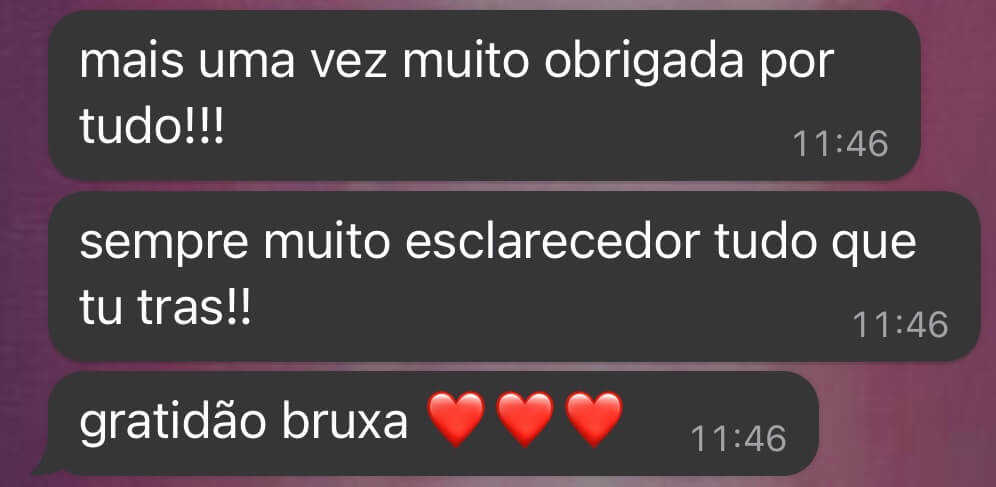 mais uma vez muito obrigada por
tudo!!!
11:46
sempre muito esclarecedor tudo que
tu tras!!
11:46
gratidão bruxa ❤️❤️❤️
11:46